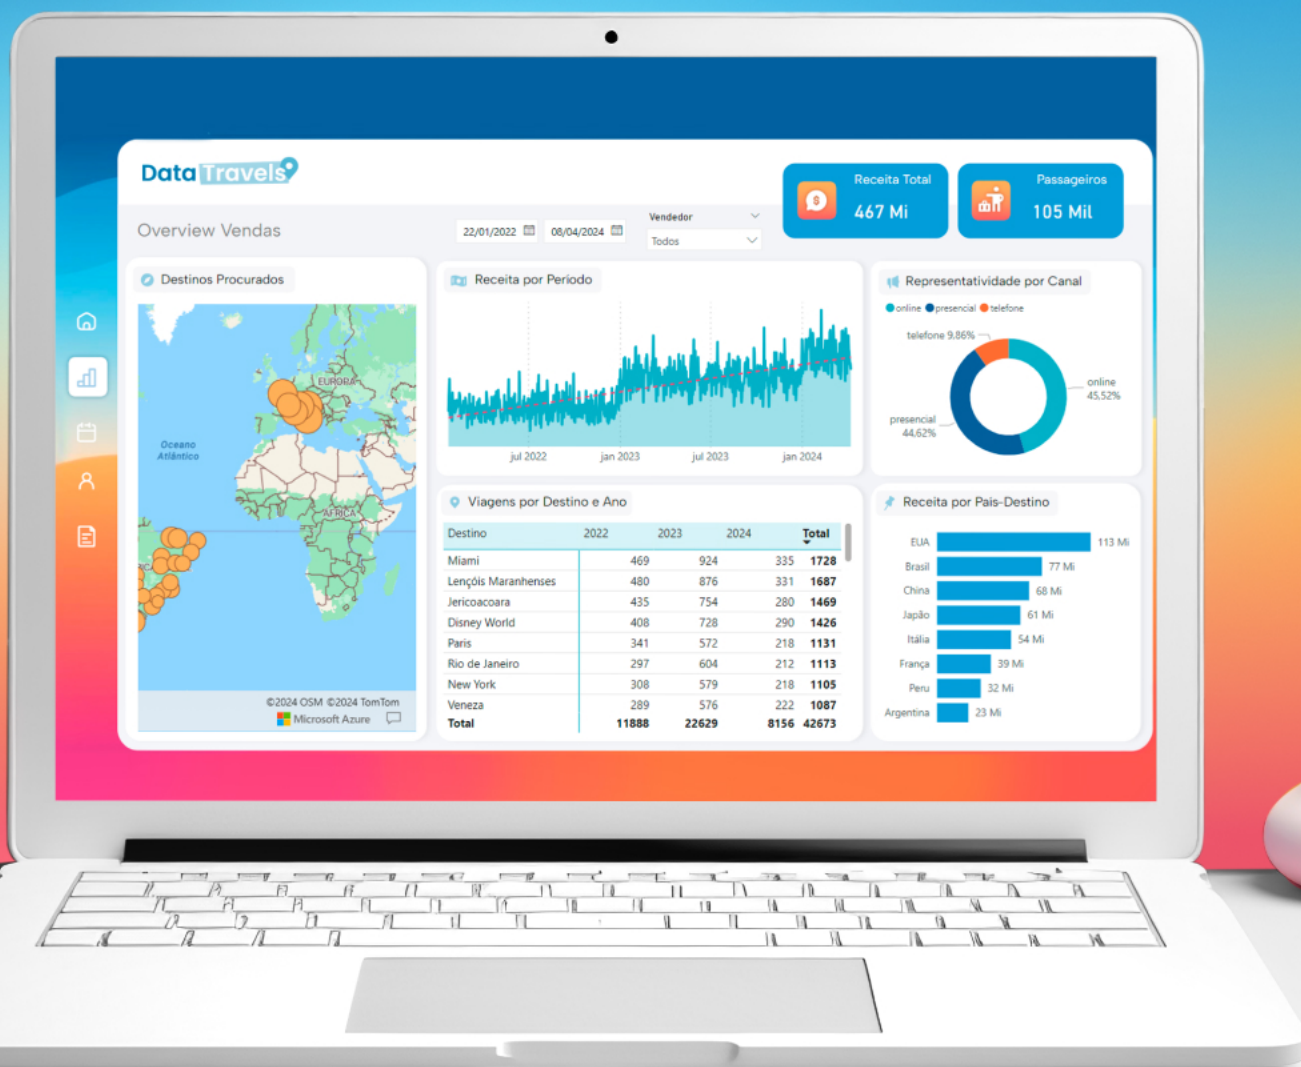 Data Travels
Receita Total
467 Mi
Passageiros
105 Mil
Overview Vendas
22/01/2022
08/04/2024
Vendedor
Todos
Destinos Procurados
EUROPA
Oceano
Atlântico
ÁFRICA
©2024 OSM ©2024 TomTom
Microsoft Azure
Receita por Período
jul 2022 jan 2023 jul 2023 jan 2024
Representatividade por Canal
online presencial telefone
telefone 9,86%
online
45,52%
presencial
44,62%
Viagens por Destino e Ano
Destino 2022 2023 2024 Total
Miami 469 924 335 1728
Lençóis Maranhenses 480 876 331 1687
Jericoacoara 435 754 280 1469
Disney World 408 728 290 1426
Paris 341 572 218 1131
Rio de Janeiro 297 604 212 1113
New York 308 579 218 1105
Veneza 289 576 222 1087
Total 11888 22629 8156 42673
Receita por País-Destino
EUA 113 Mi
Brasil 77 Mi
China 68 Mi
Japão 61 Mi
Itália 54 Mi
França 39 Mi
Peru 32 Mi
Argentina 23 Mi